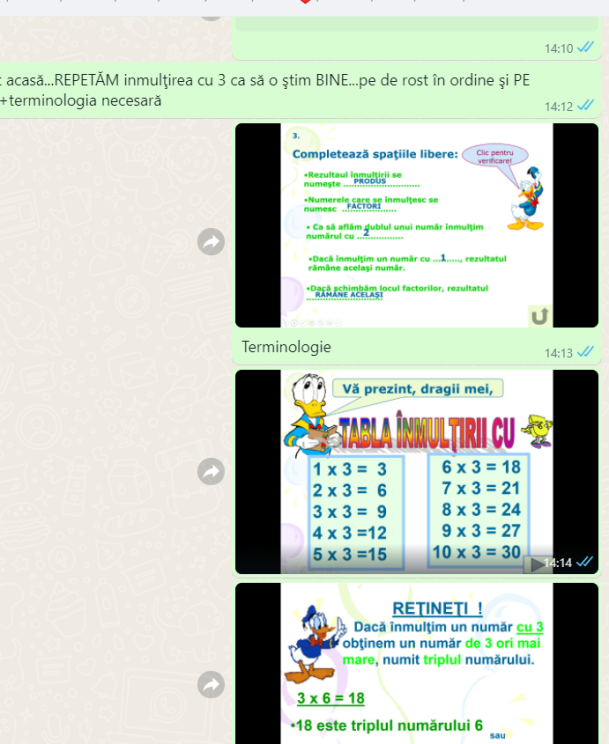 14:10
acasă...REPETĂM inmulţirea cu 3 ca să o ştim BINE...pe de rost în ordine şi PE
+terminologia necesară
14:12
3.
Completează spaţiile libere:
Clic pentru
verificare!
•Rezultatul înmulţirii se
numeşte ...PRODUS...............
•Numerele care se înmulţesc se
numesc ...FACTORI...............
• Ca să aflăm dublul unui număr înmulţim
numărul cu ...2...............
•Dacă înmulţim un număr cu ...1....., rezultatul
rămâne acelaşi număr.
•Dacă schimbăm locul factorilor, rezultatul
RĂMÂNE ACELAŞI
Terminologie
14:13
Vă prezint, dragii mei,
TABLA ÎNMULŢIRII CU
1 x 3 = 3
2 x 3 = 6
3 x 3 = 9
4 x 3 =12
5 x 3 =15
6 x 3 = 18
7 x 3 = 21
8 x 3 = 24
9 x 3 = 27
10 x 3 = 30
14:14
REŢINEŢI !
Dacă înmulţim un număr cu 3
obţinem un număr de 3 ori mai
mare, numit triplul numărului.
3 x 6 = 18
•18 este triplul numărului 6
sau